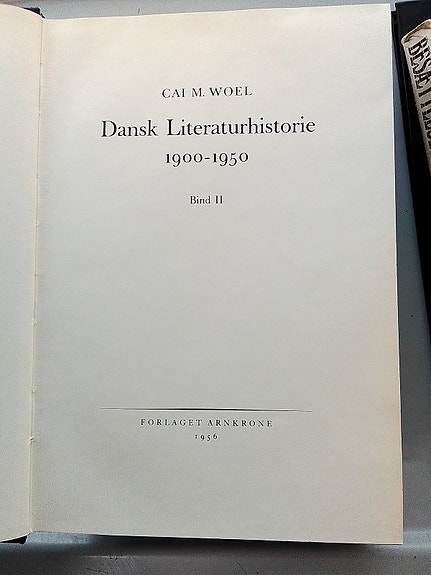 CAI M. WOEL
Dansk Literaturhistorie
1900-1950
Bind II
FORLAGET ARNKRONE
1956